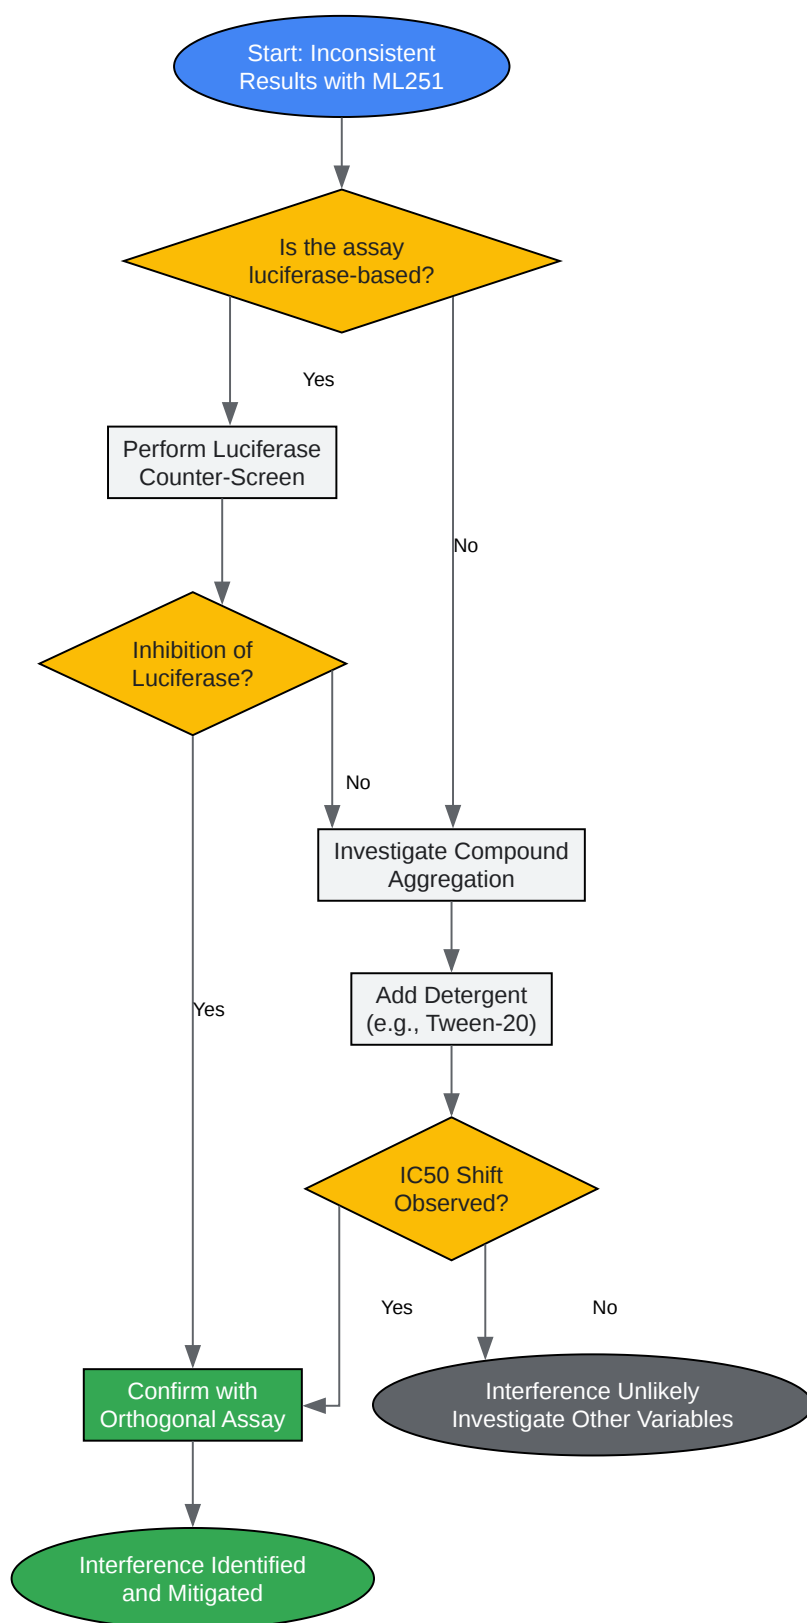 Start: Inconsistent
Results with ML251
Is the assay
luciferase-based?
Yes
Perform Luciferase
Counter-Screen
No
Inhibition of
Luciferase?
No
Investigate Compound
Aggregation
Add Detergent
(e.g., Tween-20)
Yes
IC50 Shift
Observed?
Yes
No
Confirm with
Orthogonal Assay
Interference Unlikely
Investigate Other Variables
Interference Identified
and Mitigated